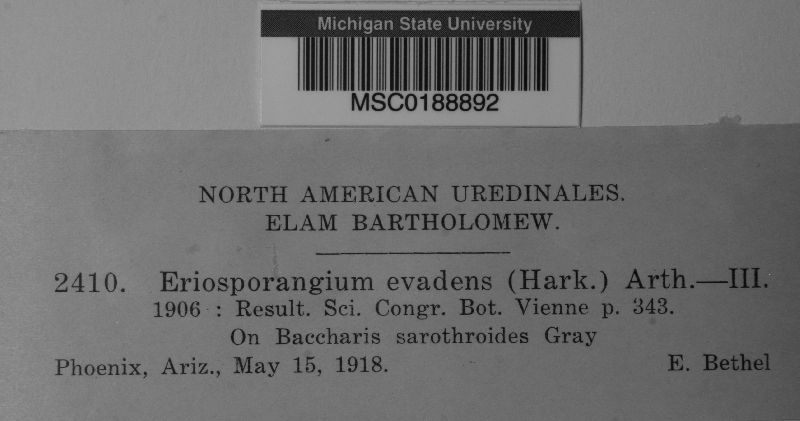 Michigan State University
MSC0188892
NORTH AMERICAN UREDINALES.
ELAM BARTHOLOMEW.
2410. Eriosporangium evadens (Hark.) Arth.—III.
1906 : Result. Sci. Congr. Bot. Vienne p. 343.
On Baccharis sarothroides Gray
Phoenix, Ariz., May 15, 1918. E. Bethel